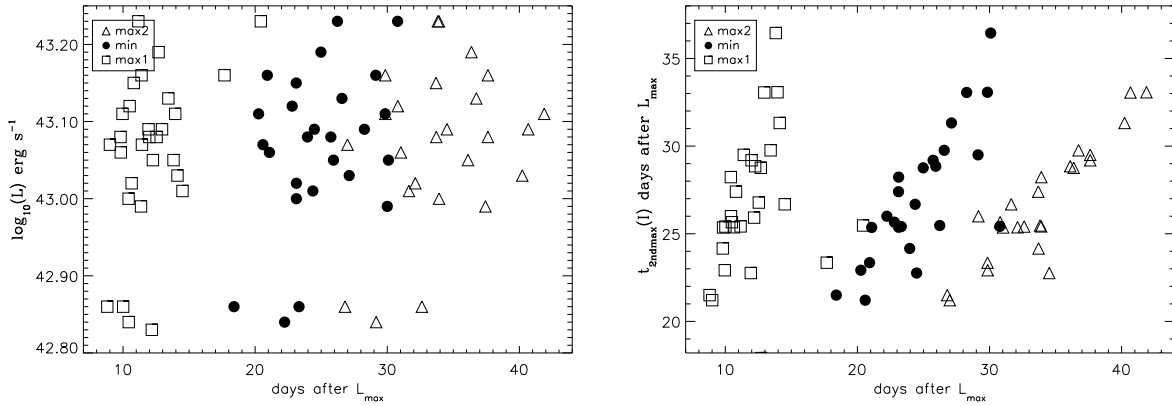 43.20
43.10
43.00
42.90
42.80
log10(L) erg s−1
max2
min
max1
10 20 30 40
days after Lmax
35
30
25
20
t2ndmax(I) days after Lmax
max2
min
max1
10 20 30 40
days after Lmax